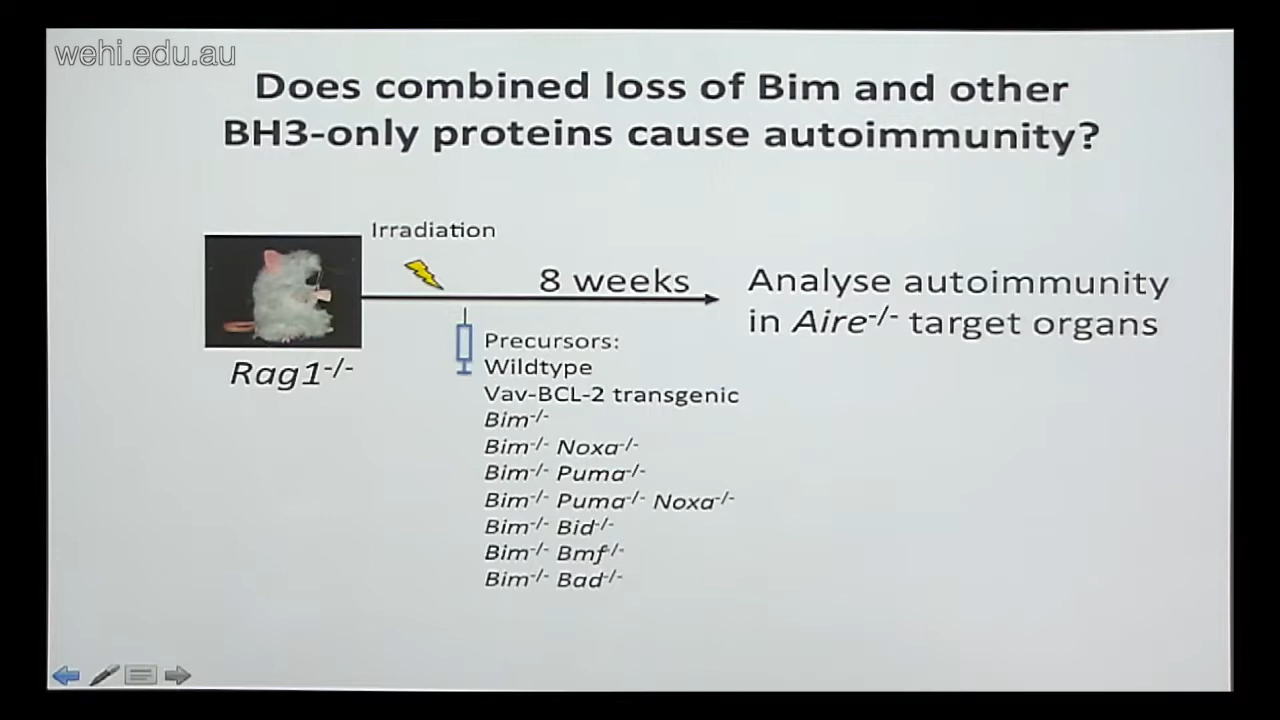 wehi.edu.au
Does combined loss of Bim and other
BH3-only proteins cause autoimmunity?
Irradiation
8 weeks
Analyse autoimmunity
in Aire-/- target organs
Rag1-/-
Precursors:
Wildtype
Vav-BCL-2 transgenic
Bim-/-
Bim-/- Noxa-/-
Bim-/- Puma-/-
Bim-/- Puma-/- Noxa-/-
Bim-/- Bid-/-
Bim-/- Bmf-/-
Bim-/- Bad-/-